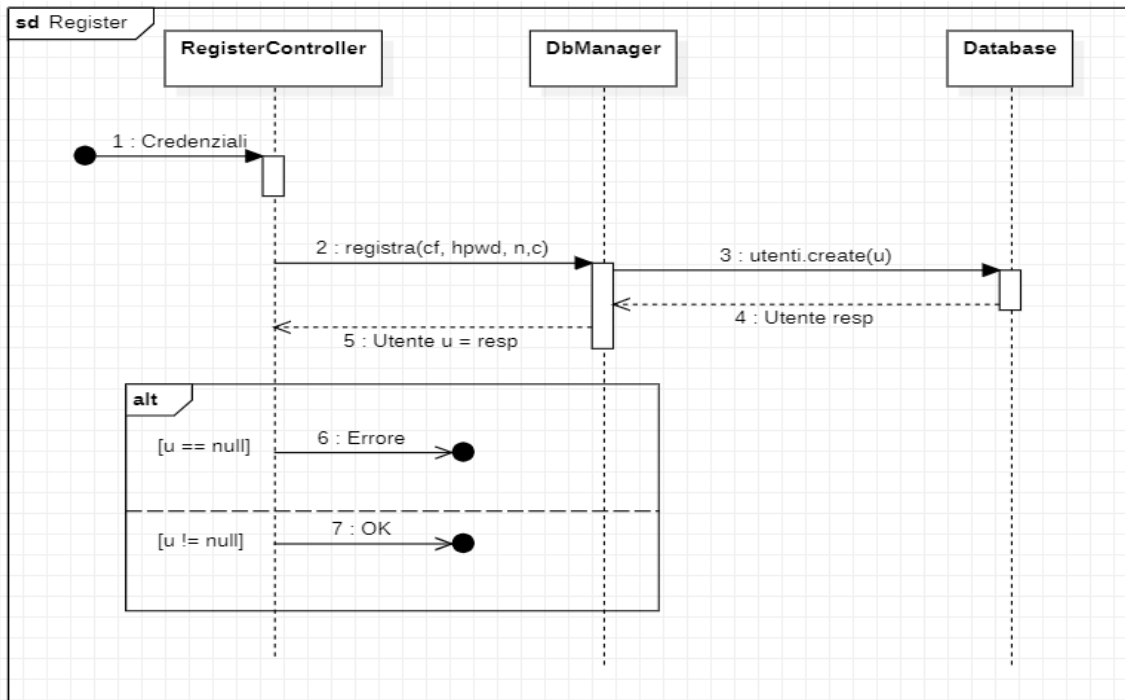 sd Register
RegisterController
DbManager
Database
1 : Credenziali
2 : registra(cf, hpwd, n,c)
3 : utenti.create(u)
4 : Utente resp
5 : Utente u = resp
alt
[u == null]
6 : Errore
[u != null]
7 : OK